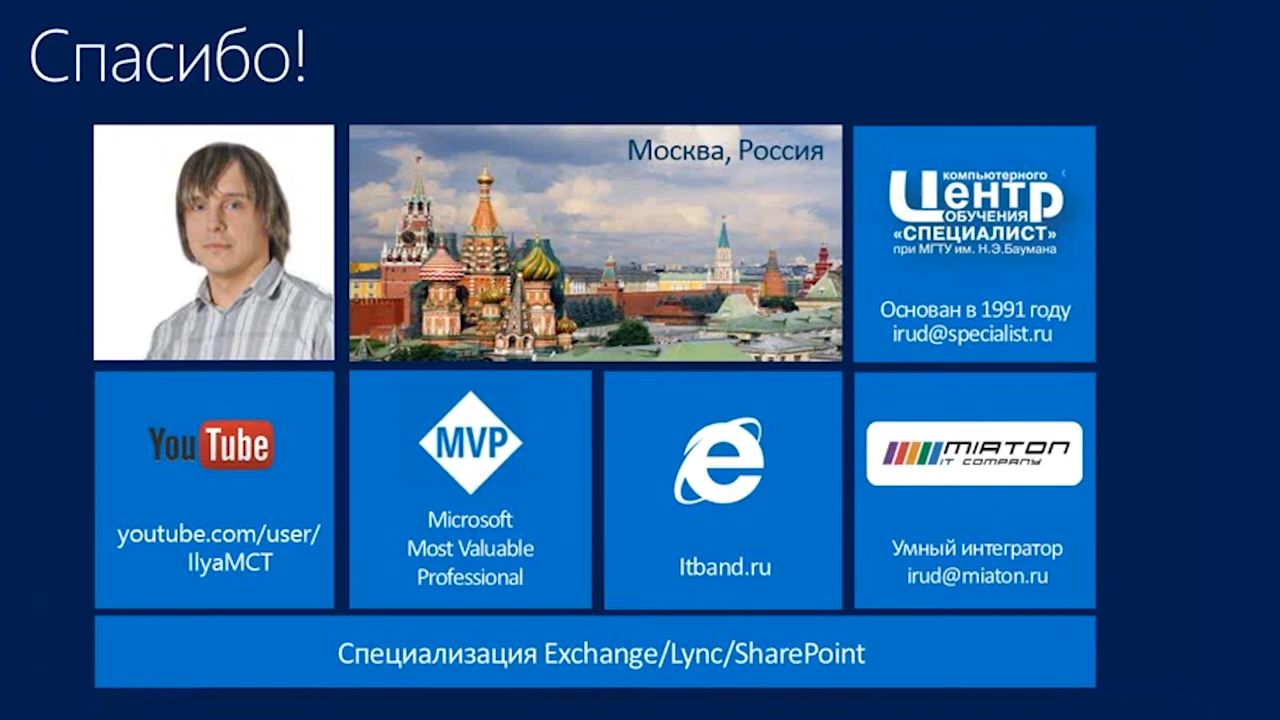 Спасибо!
Москва, Россия
компьютерного
Центр
ОБУЧЕНИЯ
«СПЕЦИАЛИСТ»
при МГТУ им. Н.Э.Баумана
Основан в 1991 году
irud@specialist.ru
YouTube
youtube.com/user/
IlyaMCT
MVP
Microsoft
Most Valuable
Professional
Itband.ru
MIATON
IT COMPANY
Умный интегратор
irud@miaton.ru
Специализация Exchange/Lync/SharePoint